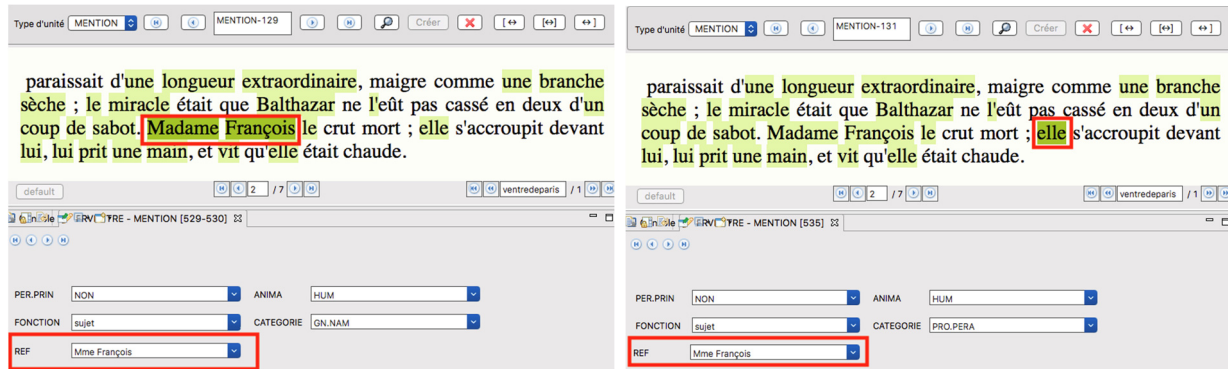 Type d'unité MENTION MENTION-129 Créer [↔ [↔] ↔]
paraissait d'une longueur extraordinaire, maigre comme une branche
sèche ; le miracle était que Balthazar ne l'eût pas cassé en deux d'un
coup de sabot. Madame François le crut mort ; elle s'accroupit devant
lui, lui prit une main, et vit qu'elle était chaude.
default 2 / 7 ventredeparis / 1
TRE - MENTION [529-530]
PER.PRIN NON ANIMA HUM
FONCTION sujet CATEGORIE GN.NAM
REF Mme François
Type d'unité MENTION MENTION-131 Créer [↔ [↔] ↔]
paraissait d'une longueur extraordinaire, maigre comme une branche
sèche ; le miracle était que Balthazar ne l'eût pas cassé en deux d'un
coup de sabot. Madame François le crut mort ; elle s'accroupit devant
lui, lui prit une main, et vit qu'elle était chaude.
default 2 / 7 ventredeparis / 1
TRE - MENTION [535]
PER.PRIN NON ANIMA HUM
FONCTION sujet CATEGORIE PRO.PERA
REF Mme François